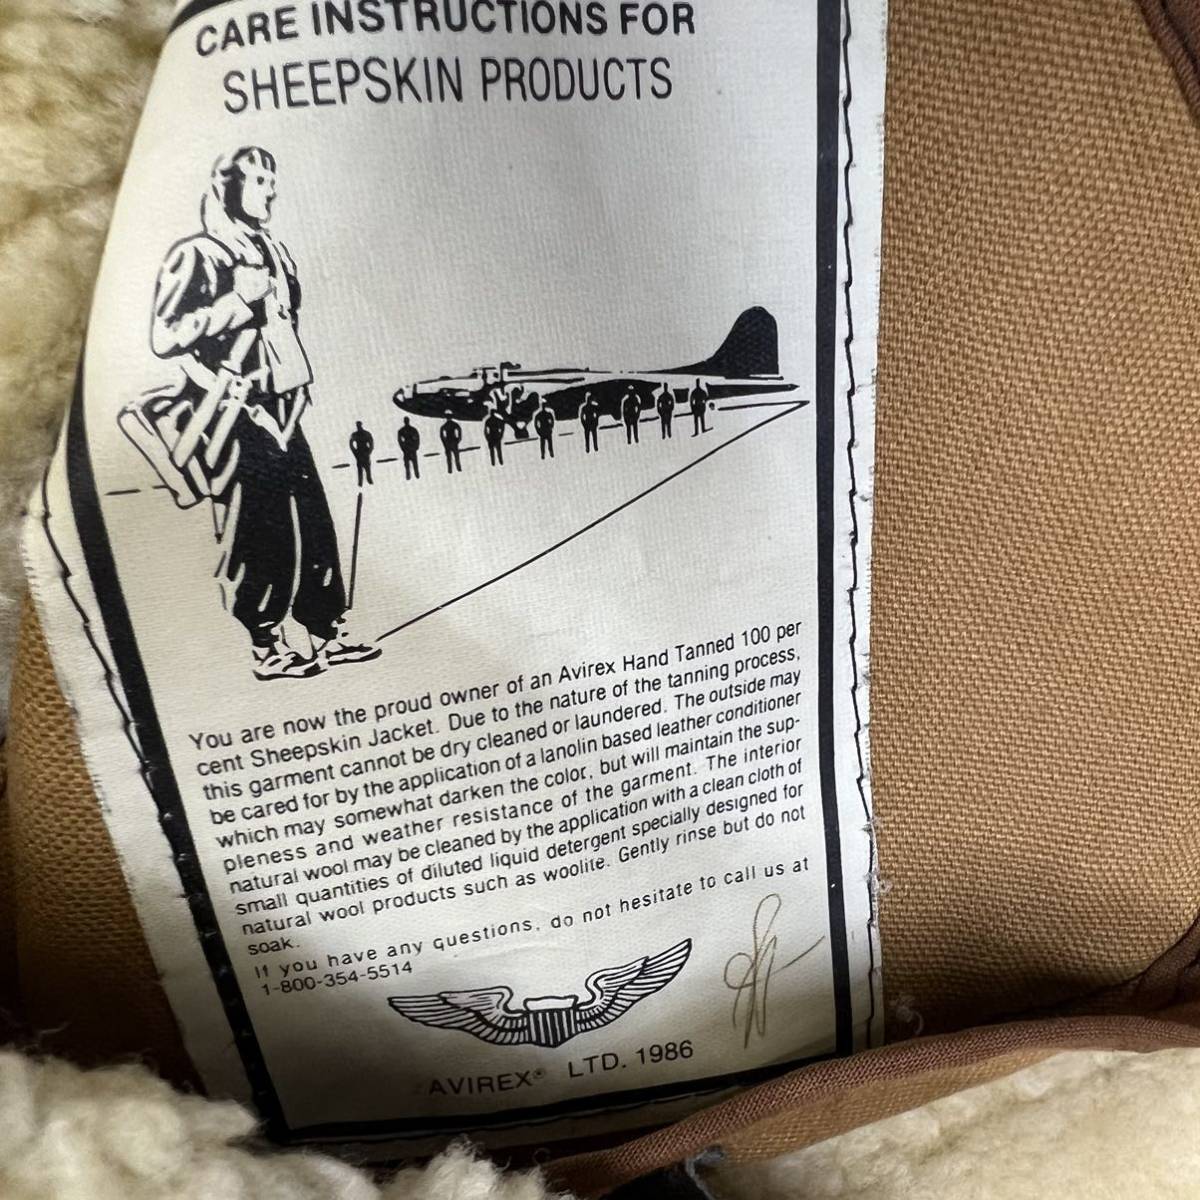 CARE INSTRUCTIONS FOR
SHEEPSKIN PRODUCTS
You are now the proud owner of an Avirex Hand Tanned 100 per
cent Sheepskin Jacket. Due to the nature of the tanning process,
this garment cannot be dry cleaned or laundered. The outside may
be cared for by the application of a lanolin based leather conditioner
which may somewhat darken the color, but will maintain the sup-
pleness and weather resistance of the garment. The interior
natural wool may be cleaned by the application with a clean cloth of
small quantities of diluted liquid detergent specially designed for
natural wool products such as woolite. Gently rinse but do not
soak.
If you have any questions, do not hesitate to call us at
1-800-354-5514
AVIREX® LTD. 1986